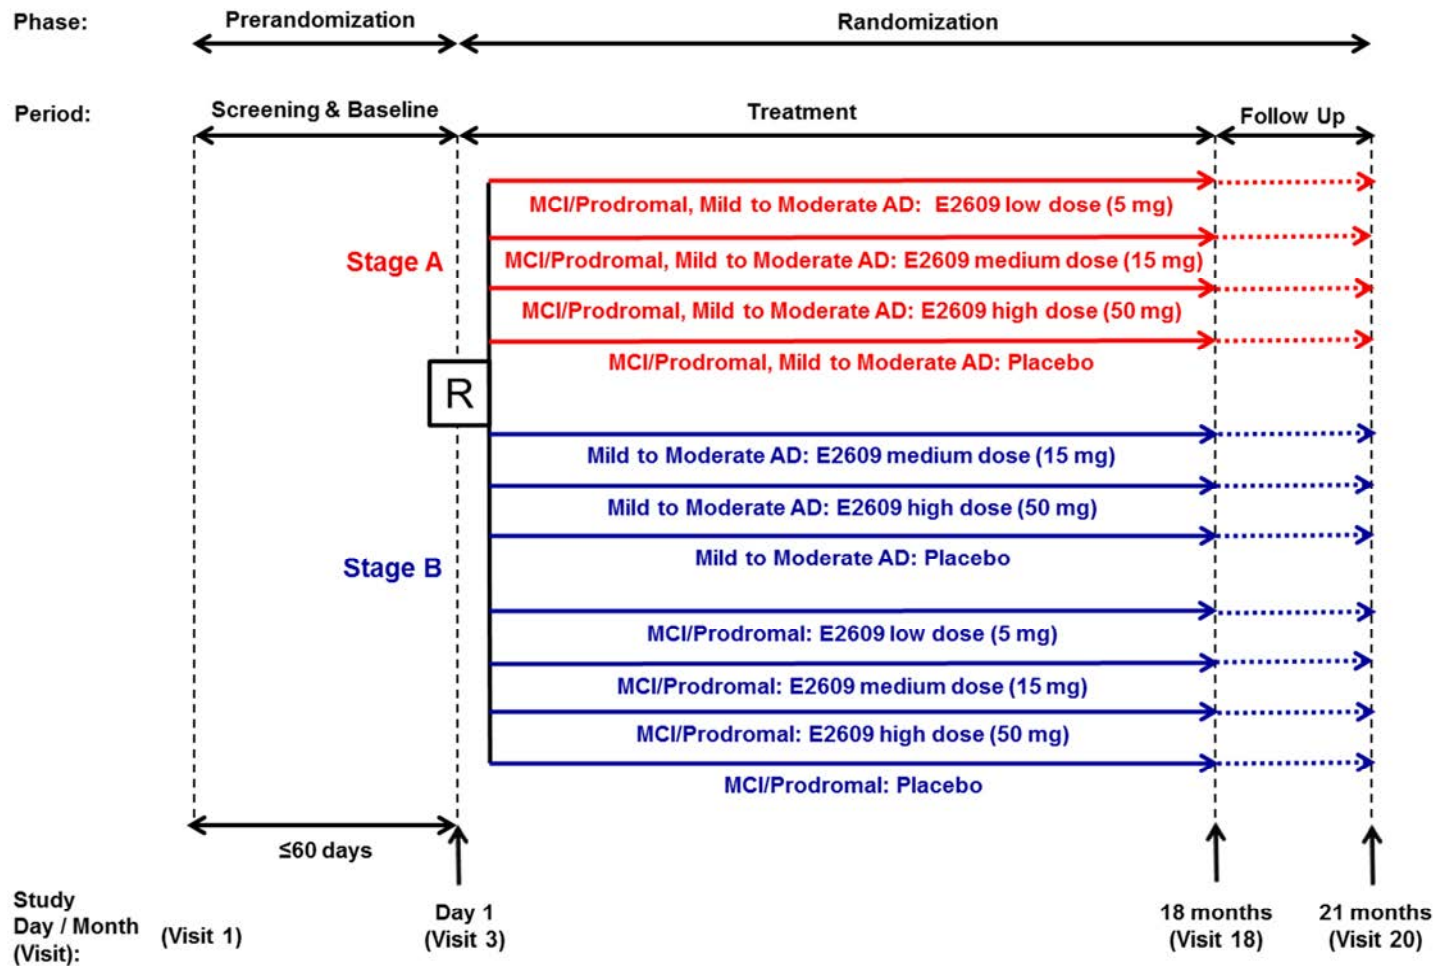 Phase:
Prerandomization
Randomization
Period:
Screening & Baseline
Treatment
Follow Up
MCI/Prodromal, Mild to Moderate AD: E2609 low dose (5 mg)
Stage A
MCI/Prodromal, Mild to Moderate AD: E2609 medium dose (15 mg)
MCI/Prodromal, Mild to Moderate AD: E2609 high dose (50 mg)
MCI/Prodromal, Mild to Moderate AD: Placebo
R
Mild to Moderate AD: E2609 medium dose (15 mg)
Mild to Moderate AD: E2609 high dose (50 mg)
Mild to Moderate AD: Placebo
Stage B
MCI/Prodromal: E2609 low dose (5 mg)
MCI/Prodromal: E2609 medium dose (15 mg)
MCI/Prodromal: E2609 high dose (50 mg)
MCI/Prodromal: Placebo
≤60 days
Study
Day / Month
(Visit):
(Visit 1)
Day 1
(Visit 3)
18 months
(Visit 18)
21 months
(Visit 20)